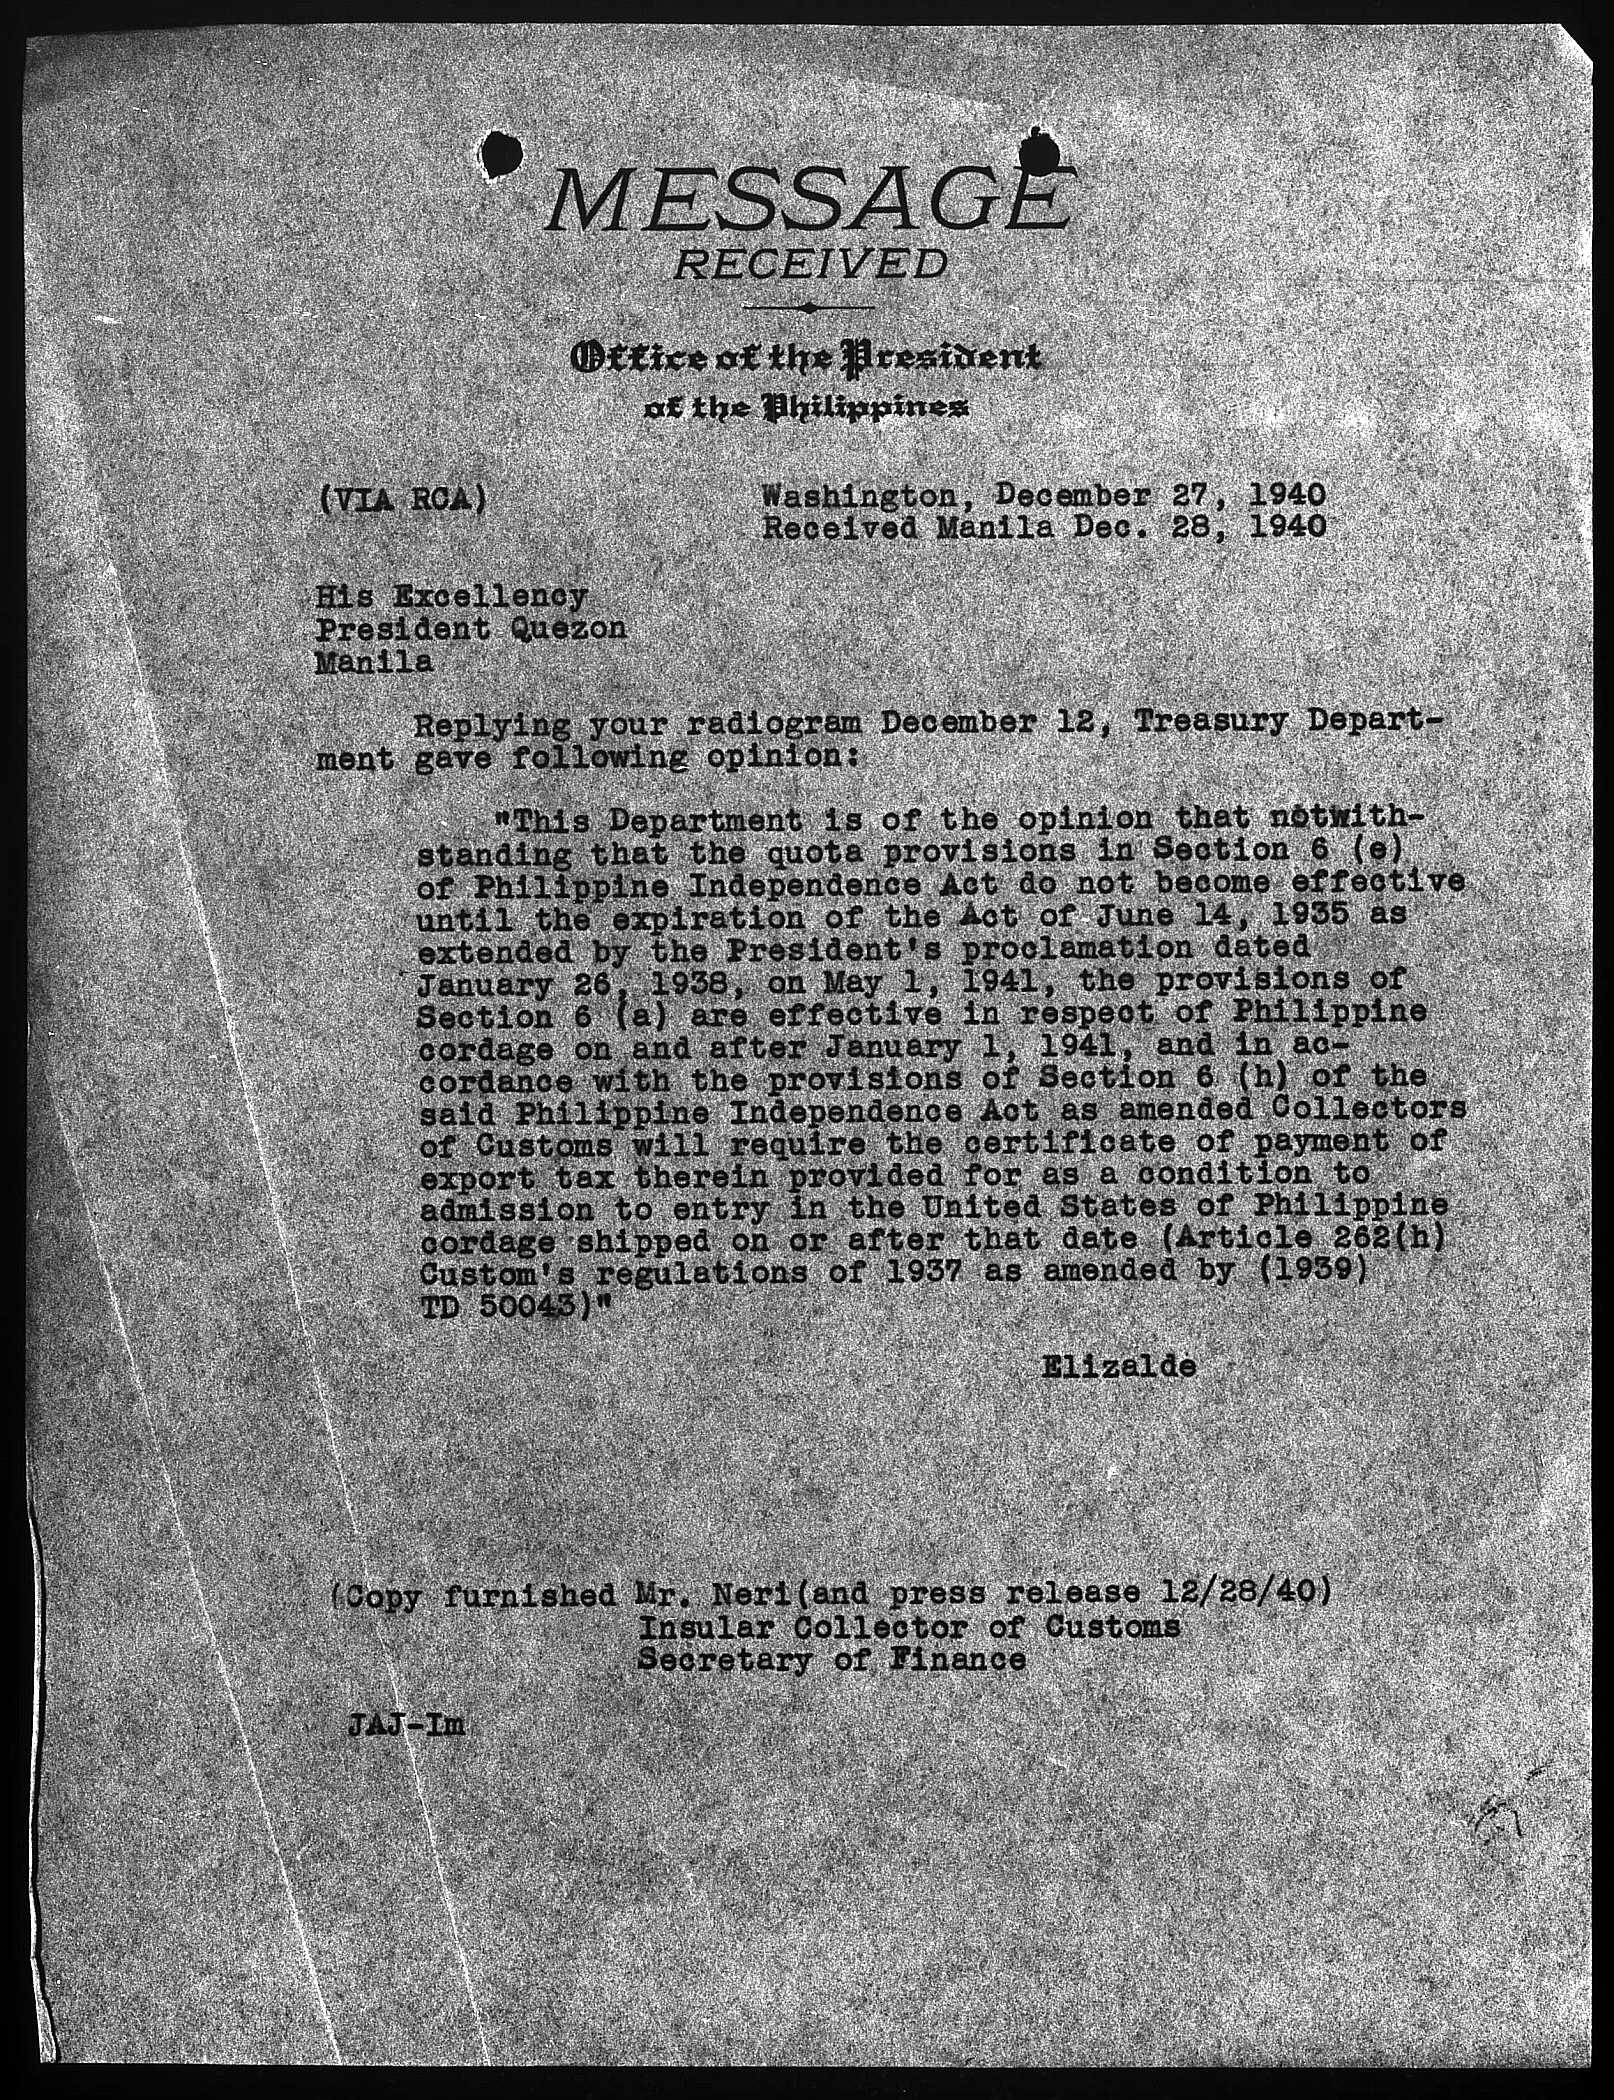 MESSAGE
RECEIVED
Office of the President
of the Philippines
(VIA RCA)
Washington, December 27, 1940
Received Manila Dec. 28, 1940
His Excellency
President Quezon
Manila
Replying your radiogram December 12, Treasury Depart-
ment gave following opinion:
"This Department is of the opinion that notwith-
standing that the quota provisions in Section 6 (e)
of Philippine Independence Act do not become effective
until the expiration of the Act of June 14, 1935 as
extended by the President's proclamation dated
January 26, 1938, on May 1, 1941, the provisions of
Section 6 (a) are effective in respect of Philippine
cordage on and after January 1, 1941, and in ac-
cordance with the provisions of Section 6 (h) of the
said Philippine Independence Act as amended Collectors
of Customs will require the certificate of payment of
export tax therein provided for as a condition to
admission to entry in the United States of Philippine
cordage shipped on or after that date (Article 262(h)
Custom's regulations of 1937 as amended by (1939)
TD 50043)"
Elizalde
(Copy furnished Mr. Neri(and press release 12/28/40)
Insular Collector of Customs
Secretary of Finance
JAJ-Im